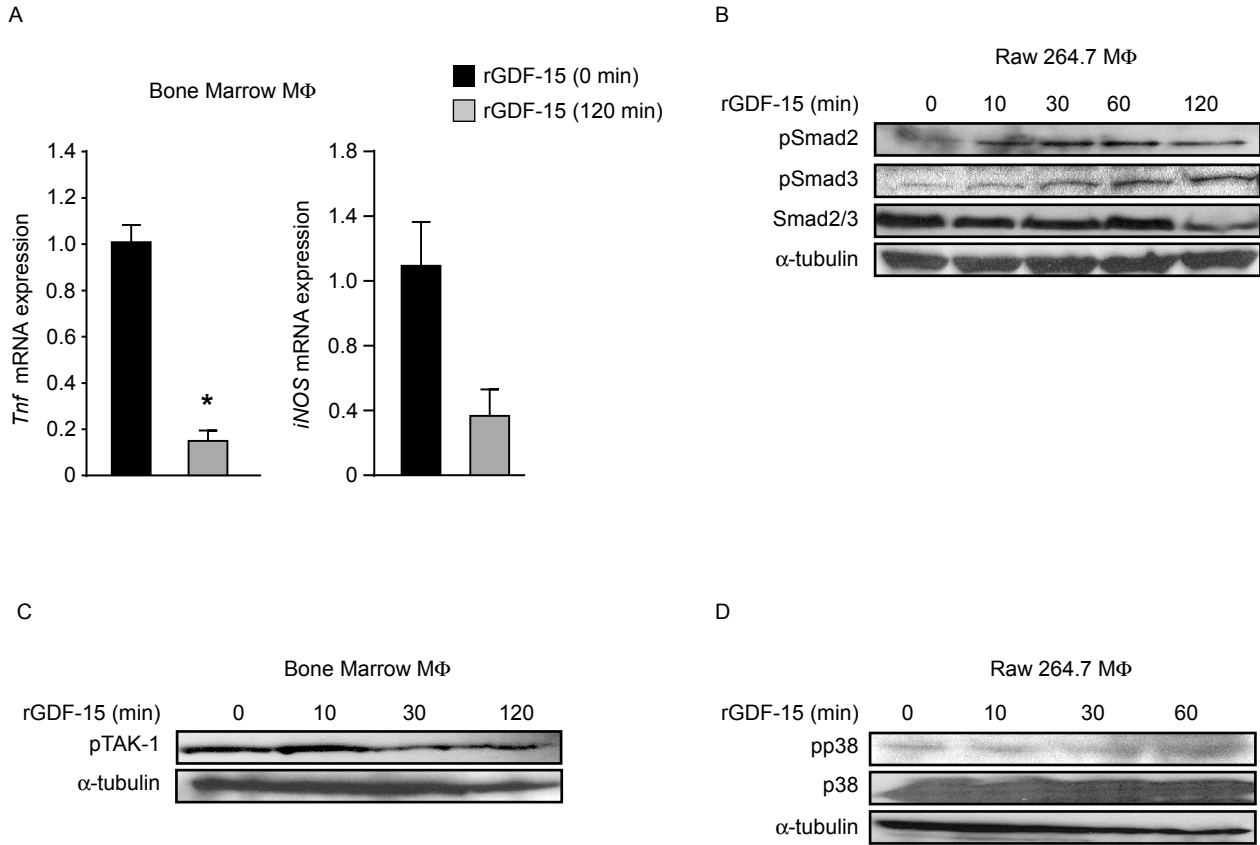 A
Bone Marrow MΦ
rGDF-15 (0 min)
rGDF-15 (120 min)
Tnf mRNA expression
1.4
1.2
1.0
0.8
0.6
0.4
0.2
0
*
iNOS mRNA expression
1.8
1.4
1.0
0.8
0.4
0
B
Raw 264.7 MΦ
rGDF-15 (min) 0 10 30 60 120
pSmad2
pSmad3
Smad2/3
α-tubulin
C
Bone Marrow MΦ
rGDF-15 (min) 0 10 30 120
pTAK-1
α-tubulin
D
Raw 264.7 MΦ
rGDF-15 (min) 0 10 30 60
pp38
p38
α-tubulin